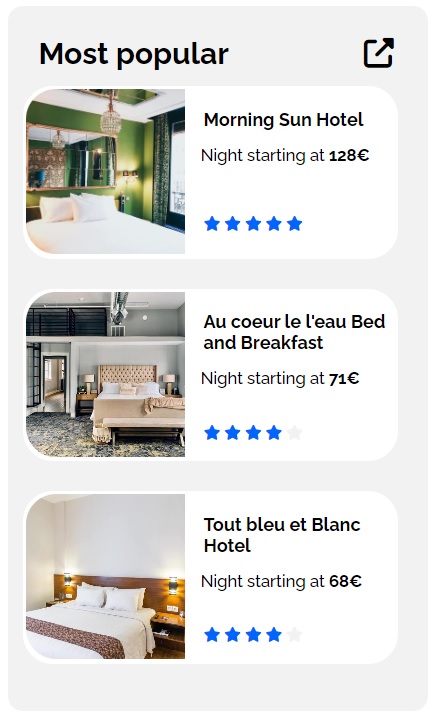 Most popular
Morning Sun Hotel
Night starting at 128€
Au coeur le l'eau Bed
and Breakfast
Night starting at 71€
Tout bleu et Blanc
Hotel
Night starting at 68€